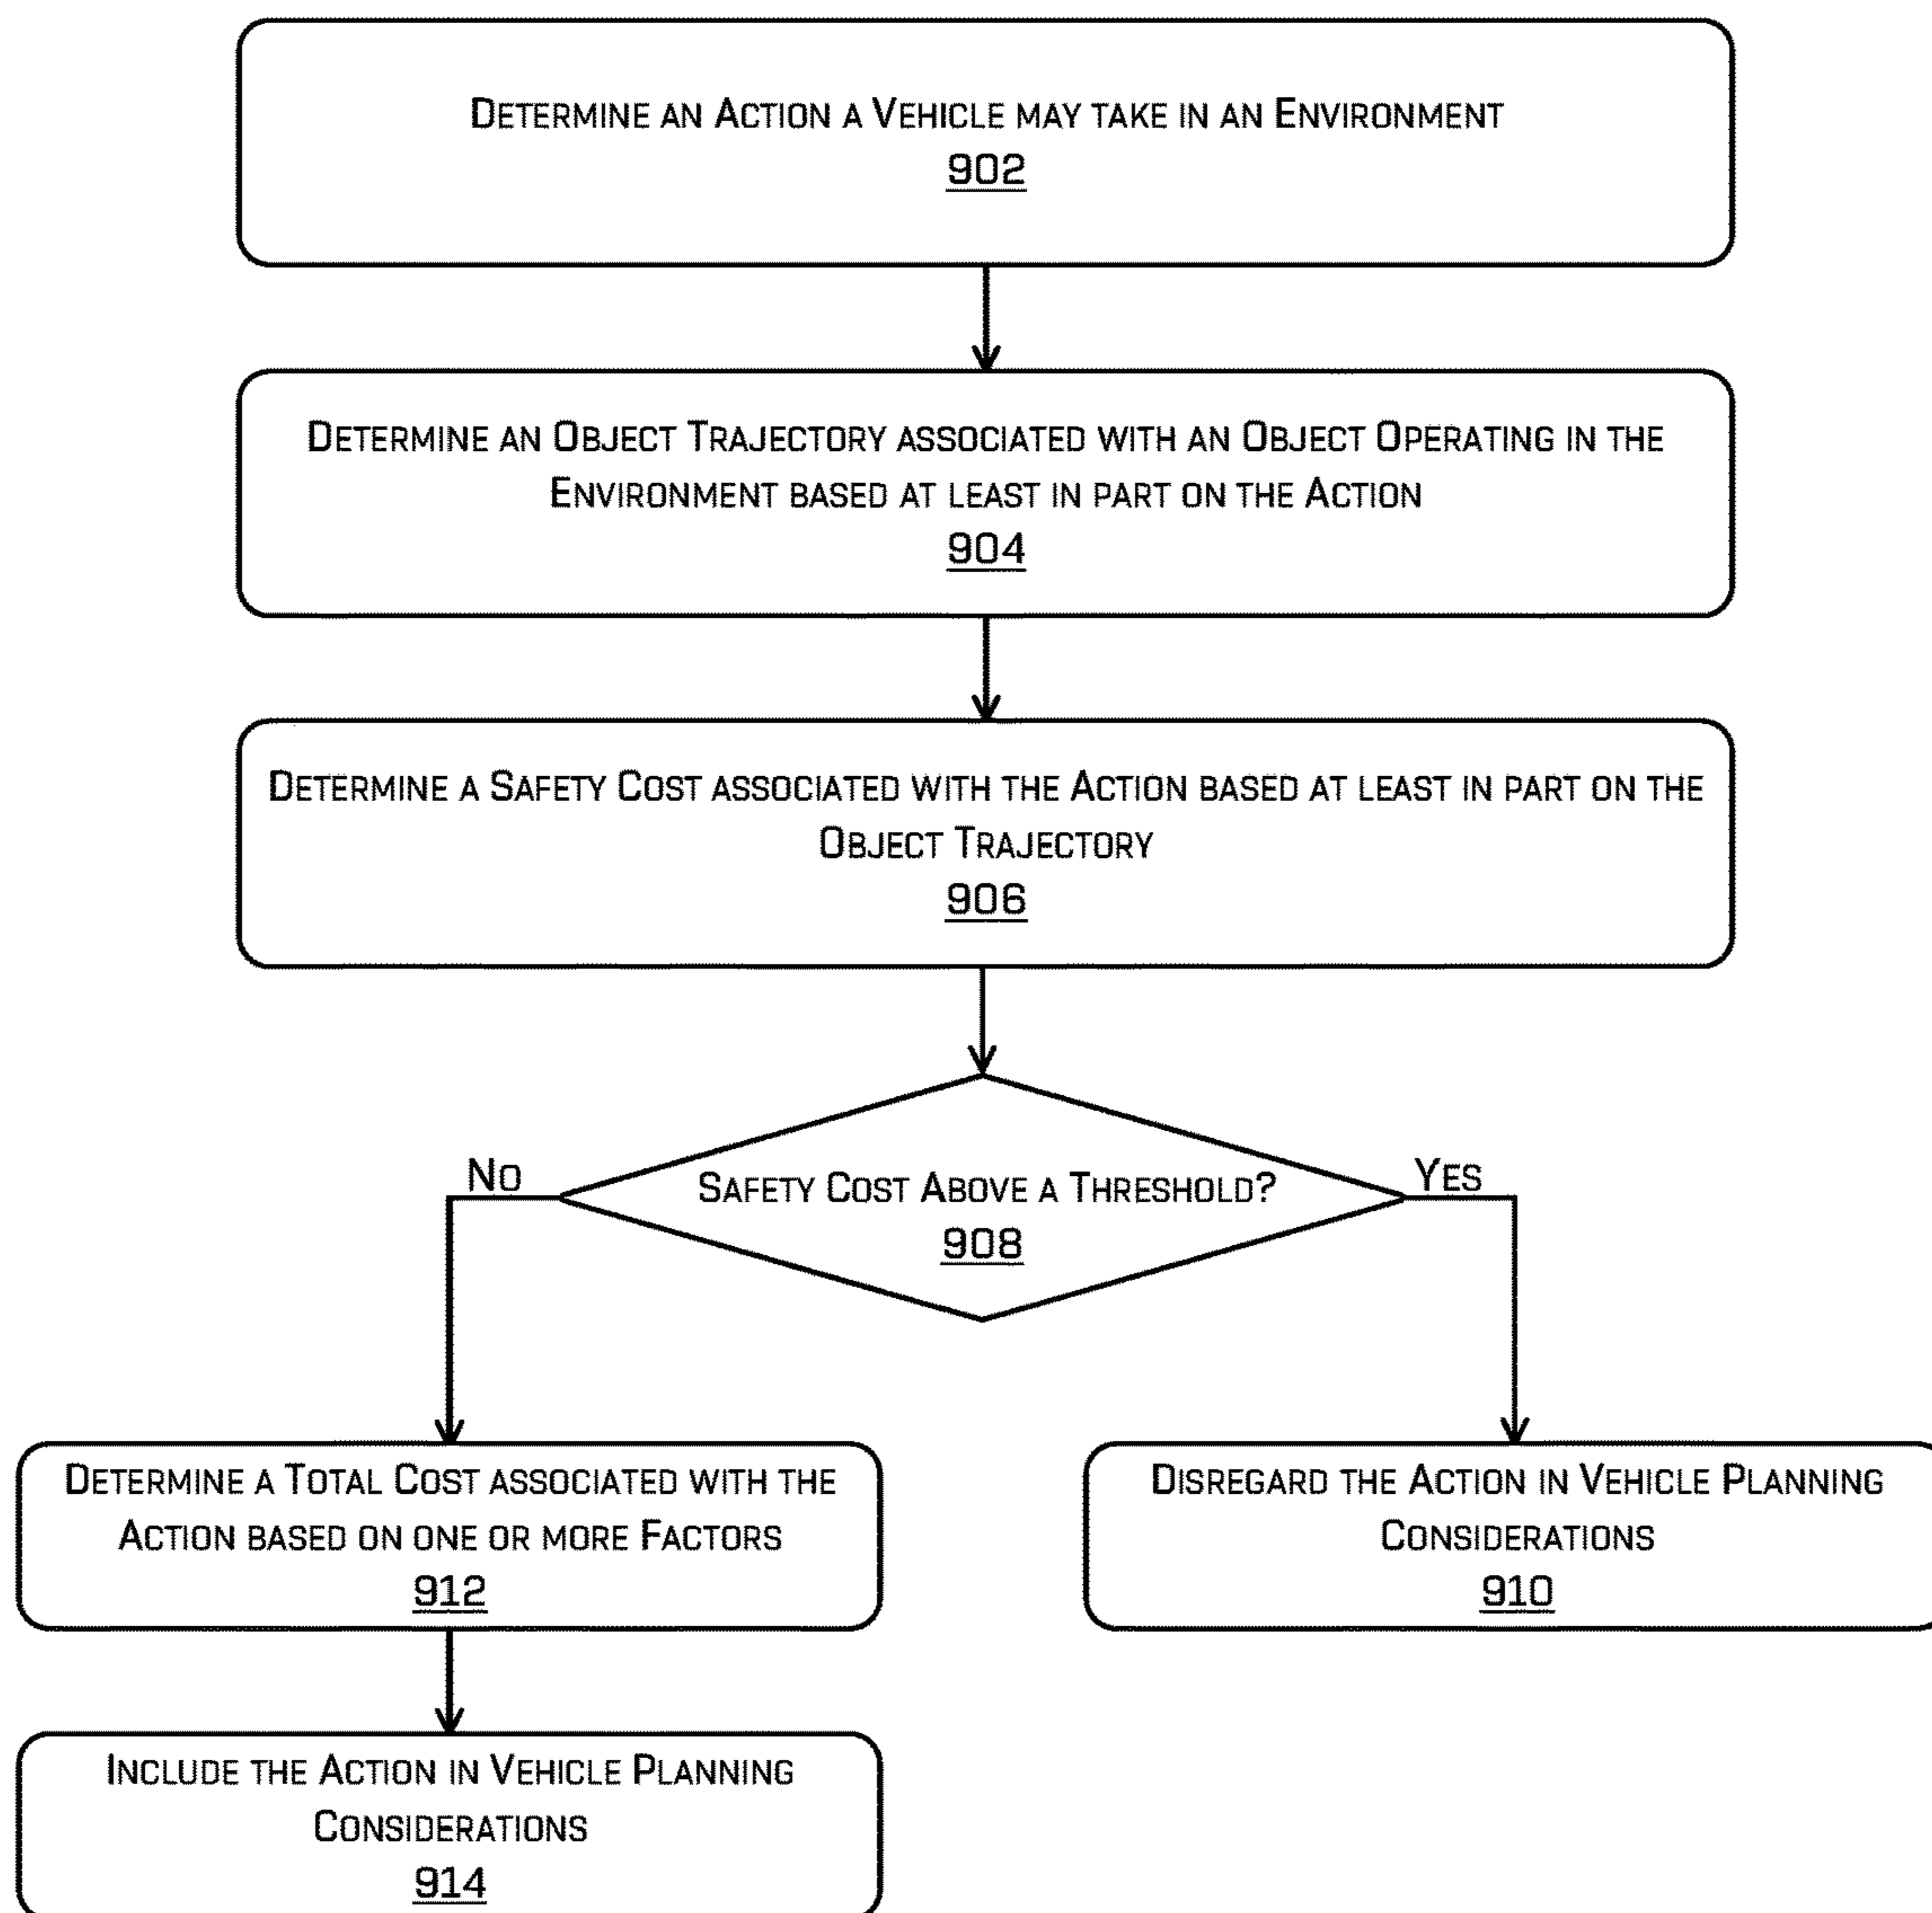 Determine an Action a Vehicle may take in an Environment
902
Determine an Object Trajectory associated with an Object Operating in the
Environment based at least in part on the Action
904
Determine a Safety Cost associated with the Action based at least in part on the
Object Trajectory
906
No
Safety Cost Above a Threshold?
Yes
908
Determine a Total Cost associated with the
Action based on one or more Factors
912
Disregard the Action in Vehicle Planning
Considerations
910
Include the Action in Vehicle Planning
Considerations
914